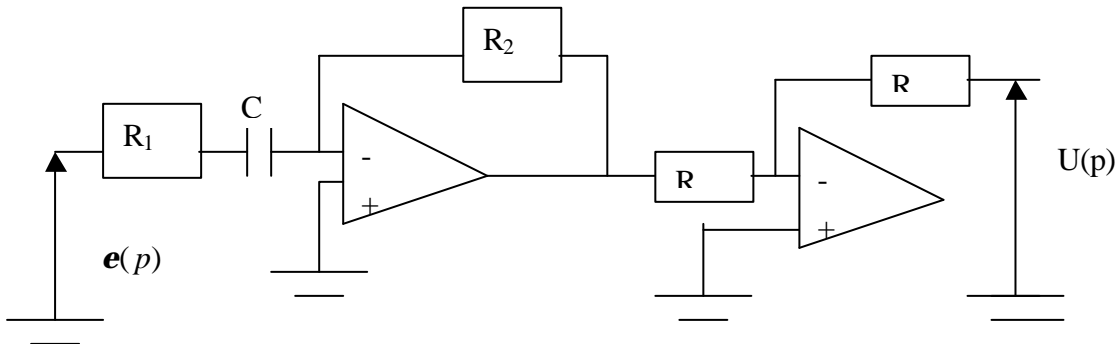 R₂
C
R
R₁
-
-
R
U(p)
+
+
e(p)